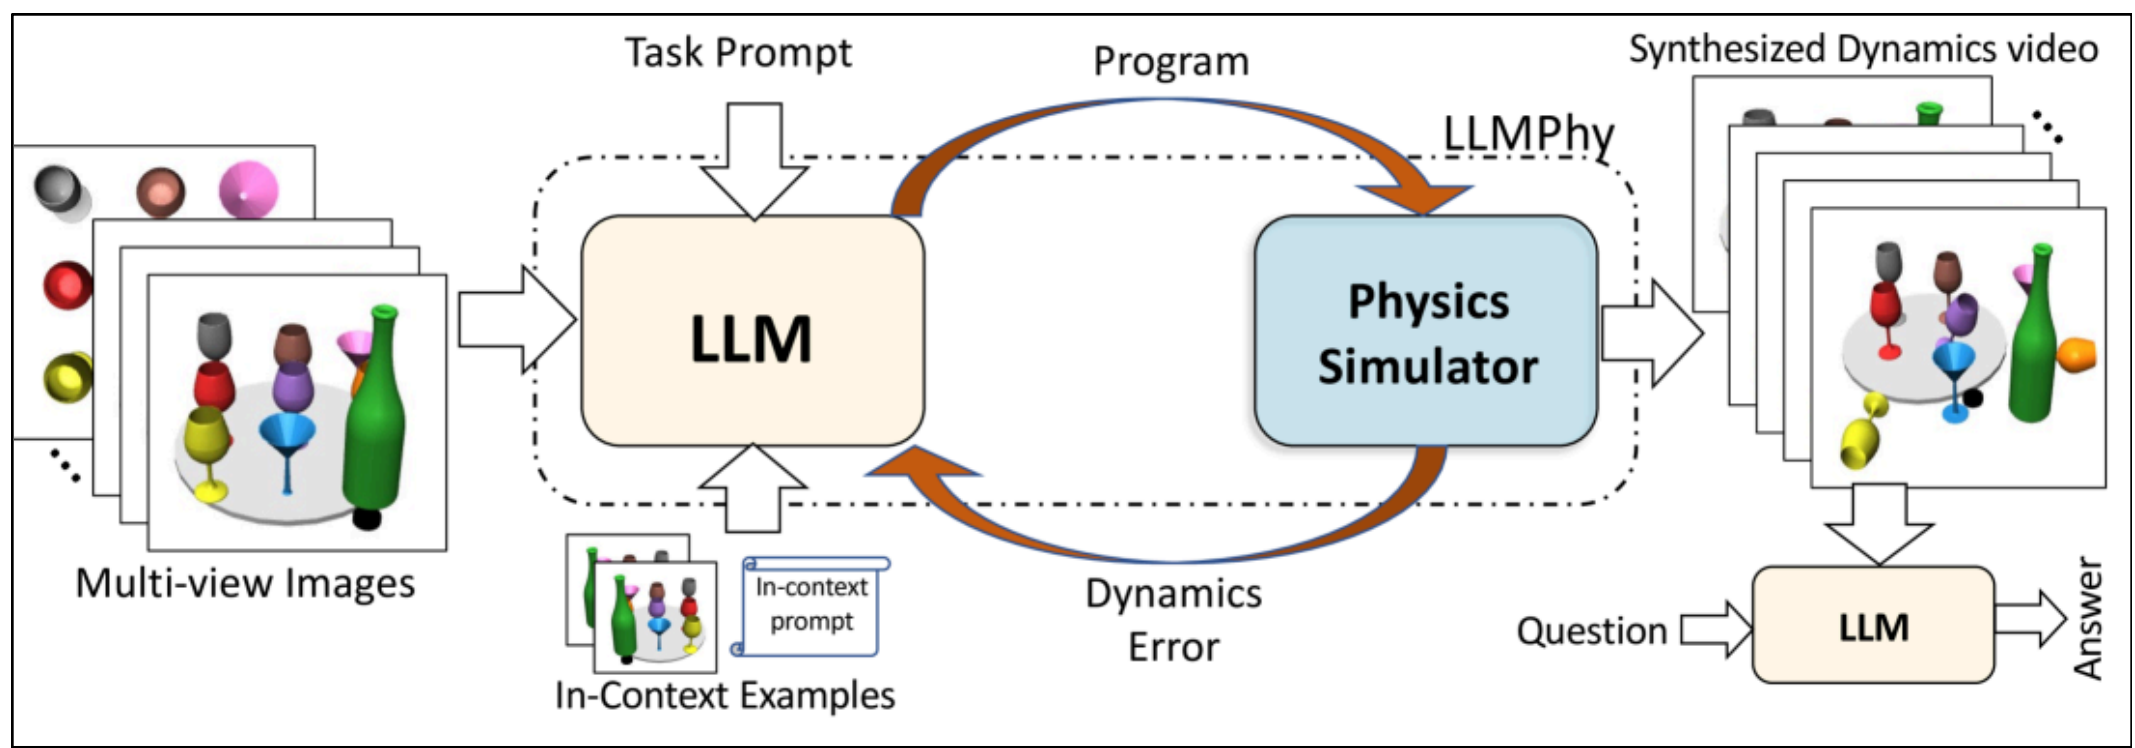 Task Prompt
Program
Synthesized Dynamics video
LLMPhy
LLM
Physics
Simulator
Multi-view Images
In-context
prompt
In-Context Examples
Dynamics
Error
Question
LLM
Answer